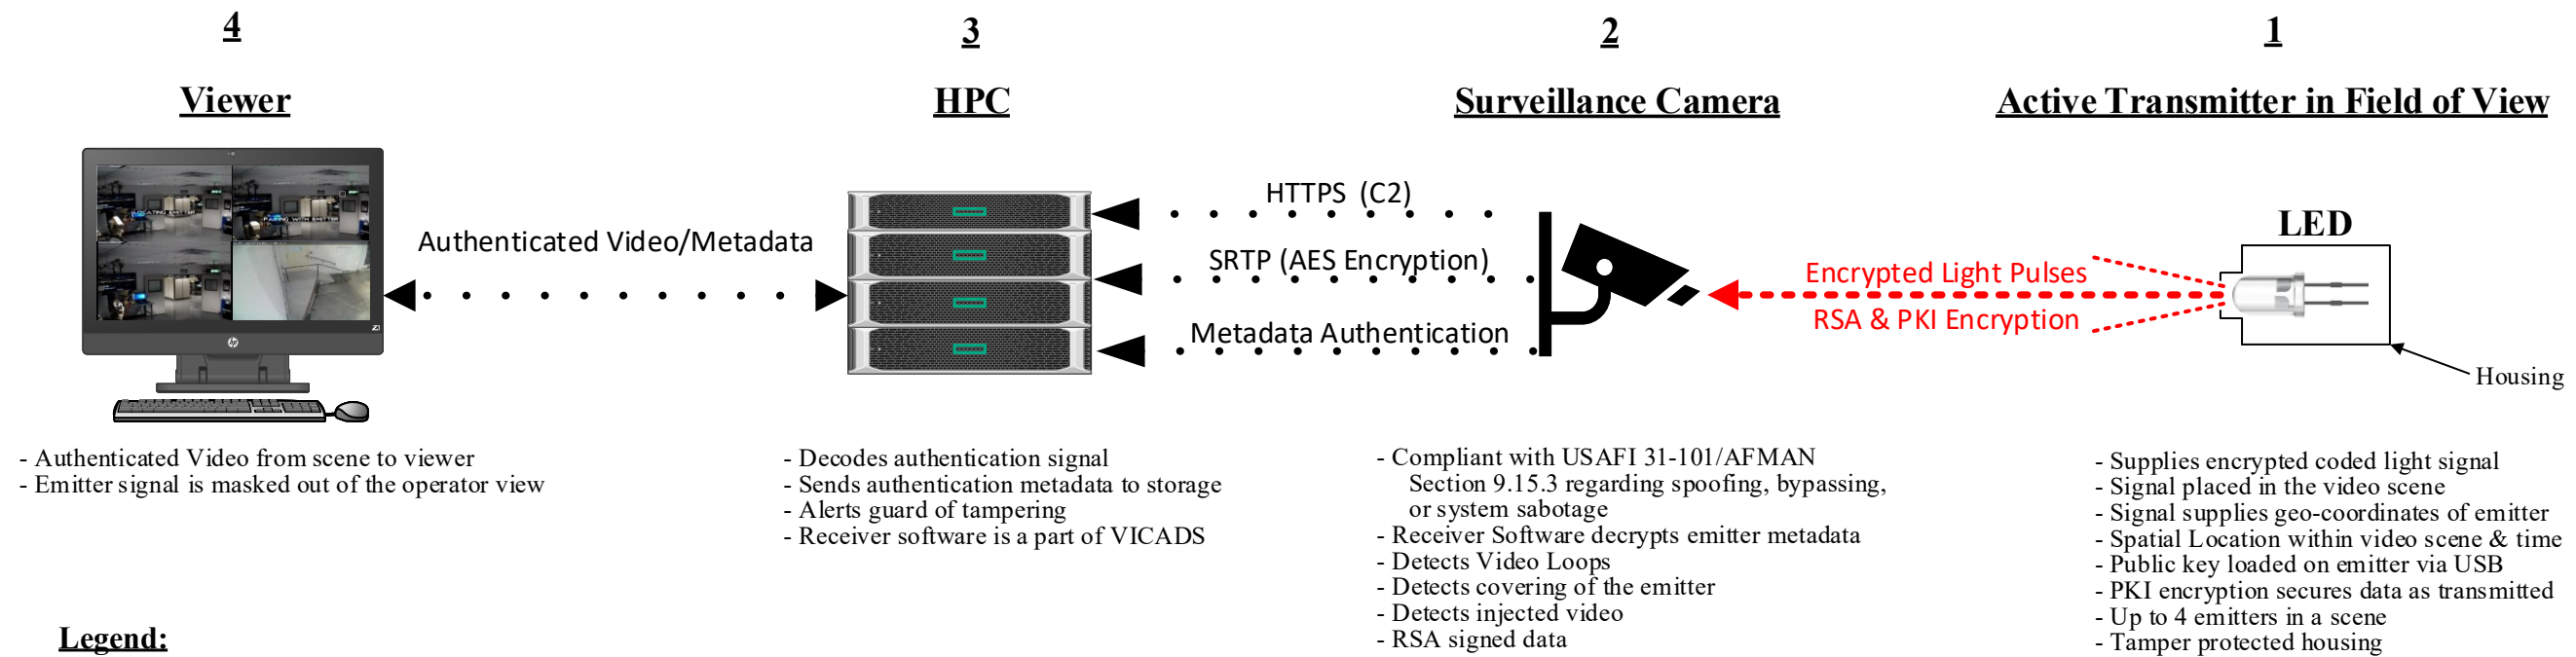 4
Viewer
3
HPC
2
Surveillance Camera
1
Active Transmitter in Field of View
Authenticated Video/Metadata
HTTPS (C2)
SRTP (AES Encryption)
Metadata Authentication
Encrypted Light Pulses
RSA & PKI Encryption
LED
Housing
LOCATING EMITTER
PAIRING WITH EMITTER
hp
- Authenticated Video from scene to viewer
- Emitter signal is masked out of the operator view
- Decodes authentication signal
- Sends authentication metadata to storage
- Alerts guard of tampering
- Receiver software is a part of VICADS
- Compliant with USAFI 31-101/AFMAN
Section 9.15.3 regarding spoofing, bypassing,
or system sabotage
- Receiver Software decrypts emitter metadata
- Detects Video Loops
- Detects covering of the emitter
- Detects injected video
- RSA signed data
- Supplies encrypted coded light signal
- Signal placed in the video scene
- Signal supplies geo-coordinates of emitter
- Spatial Location within video scene & time
- Public key loaded on emitter via USB
- PKI encryption secures data as transmitted
- Up to 4 emitters in a scene
- Tamper protected housing
Legend: